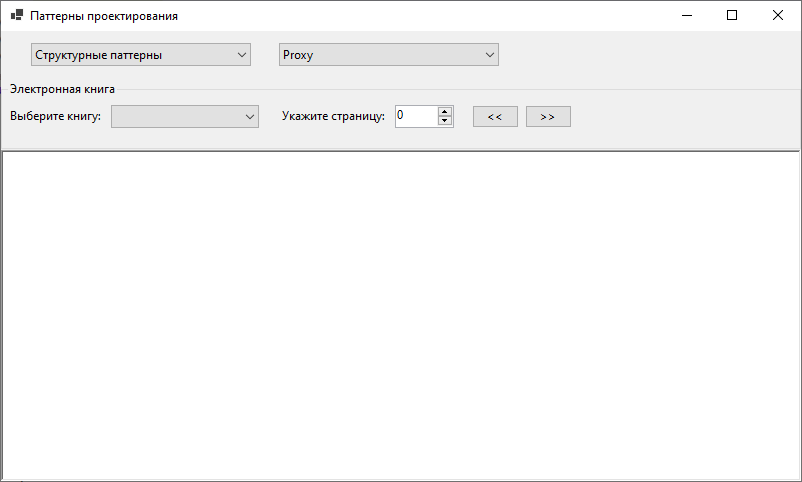 Паттерны проектирования
Структурные паттерны Proxy
Электронная книга
Выберите книгу: Укажите страницу: 0 << >>